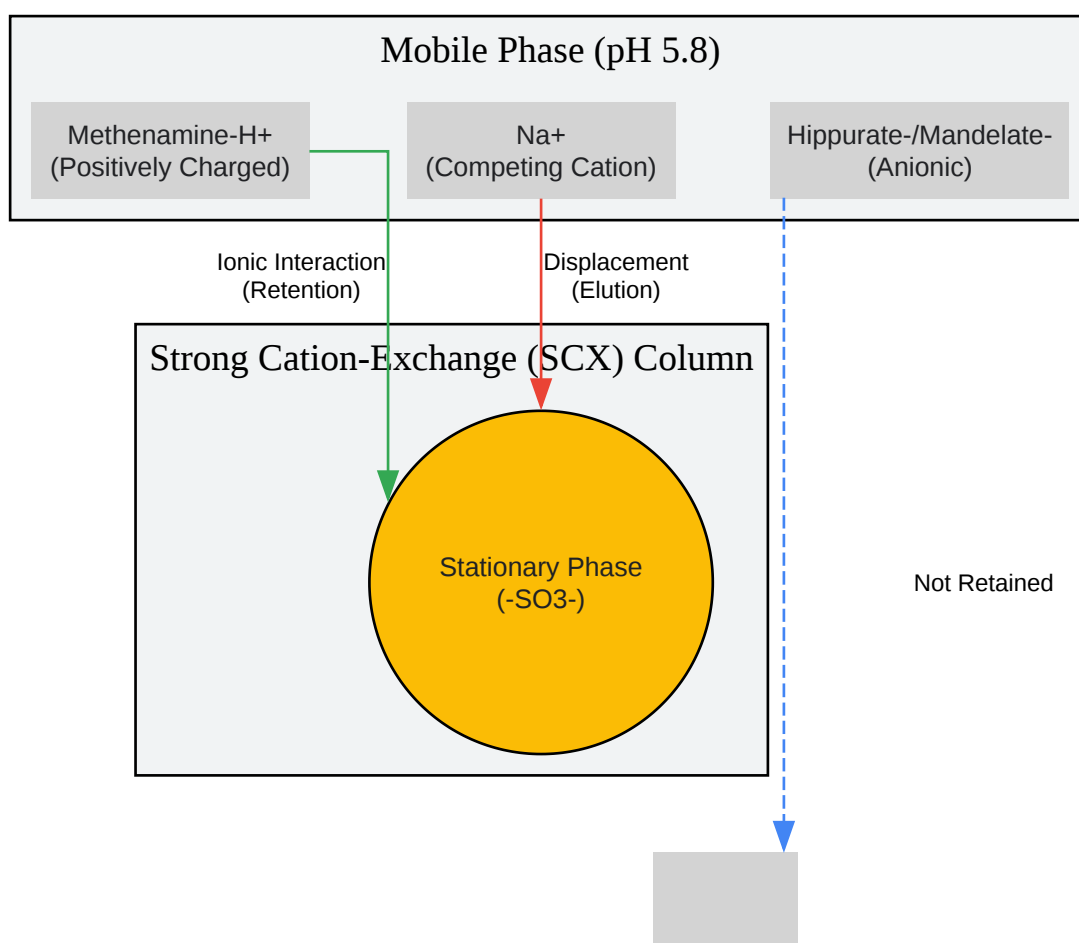 Mobile Phase (pH 5.8)
Methenamine-H+
(Positively Charged)
Na+
(Competing Cation)
Hippurate-/Mandelate-
(Anionic)
Ionic Interaction
(Retention)
Displacement
(Elution)
Strong Cation-Exchange (SCX) Column
Stationary Phase
(-SO3-)
Not Retained